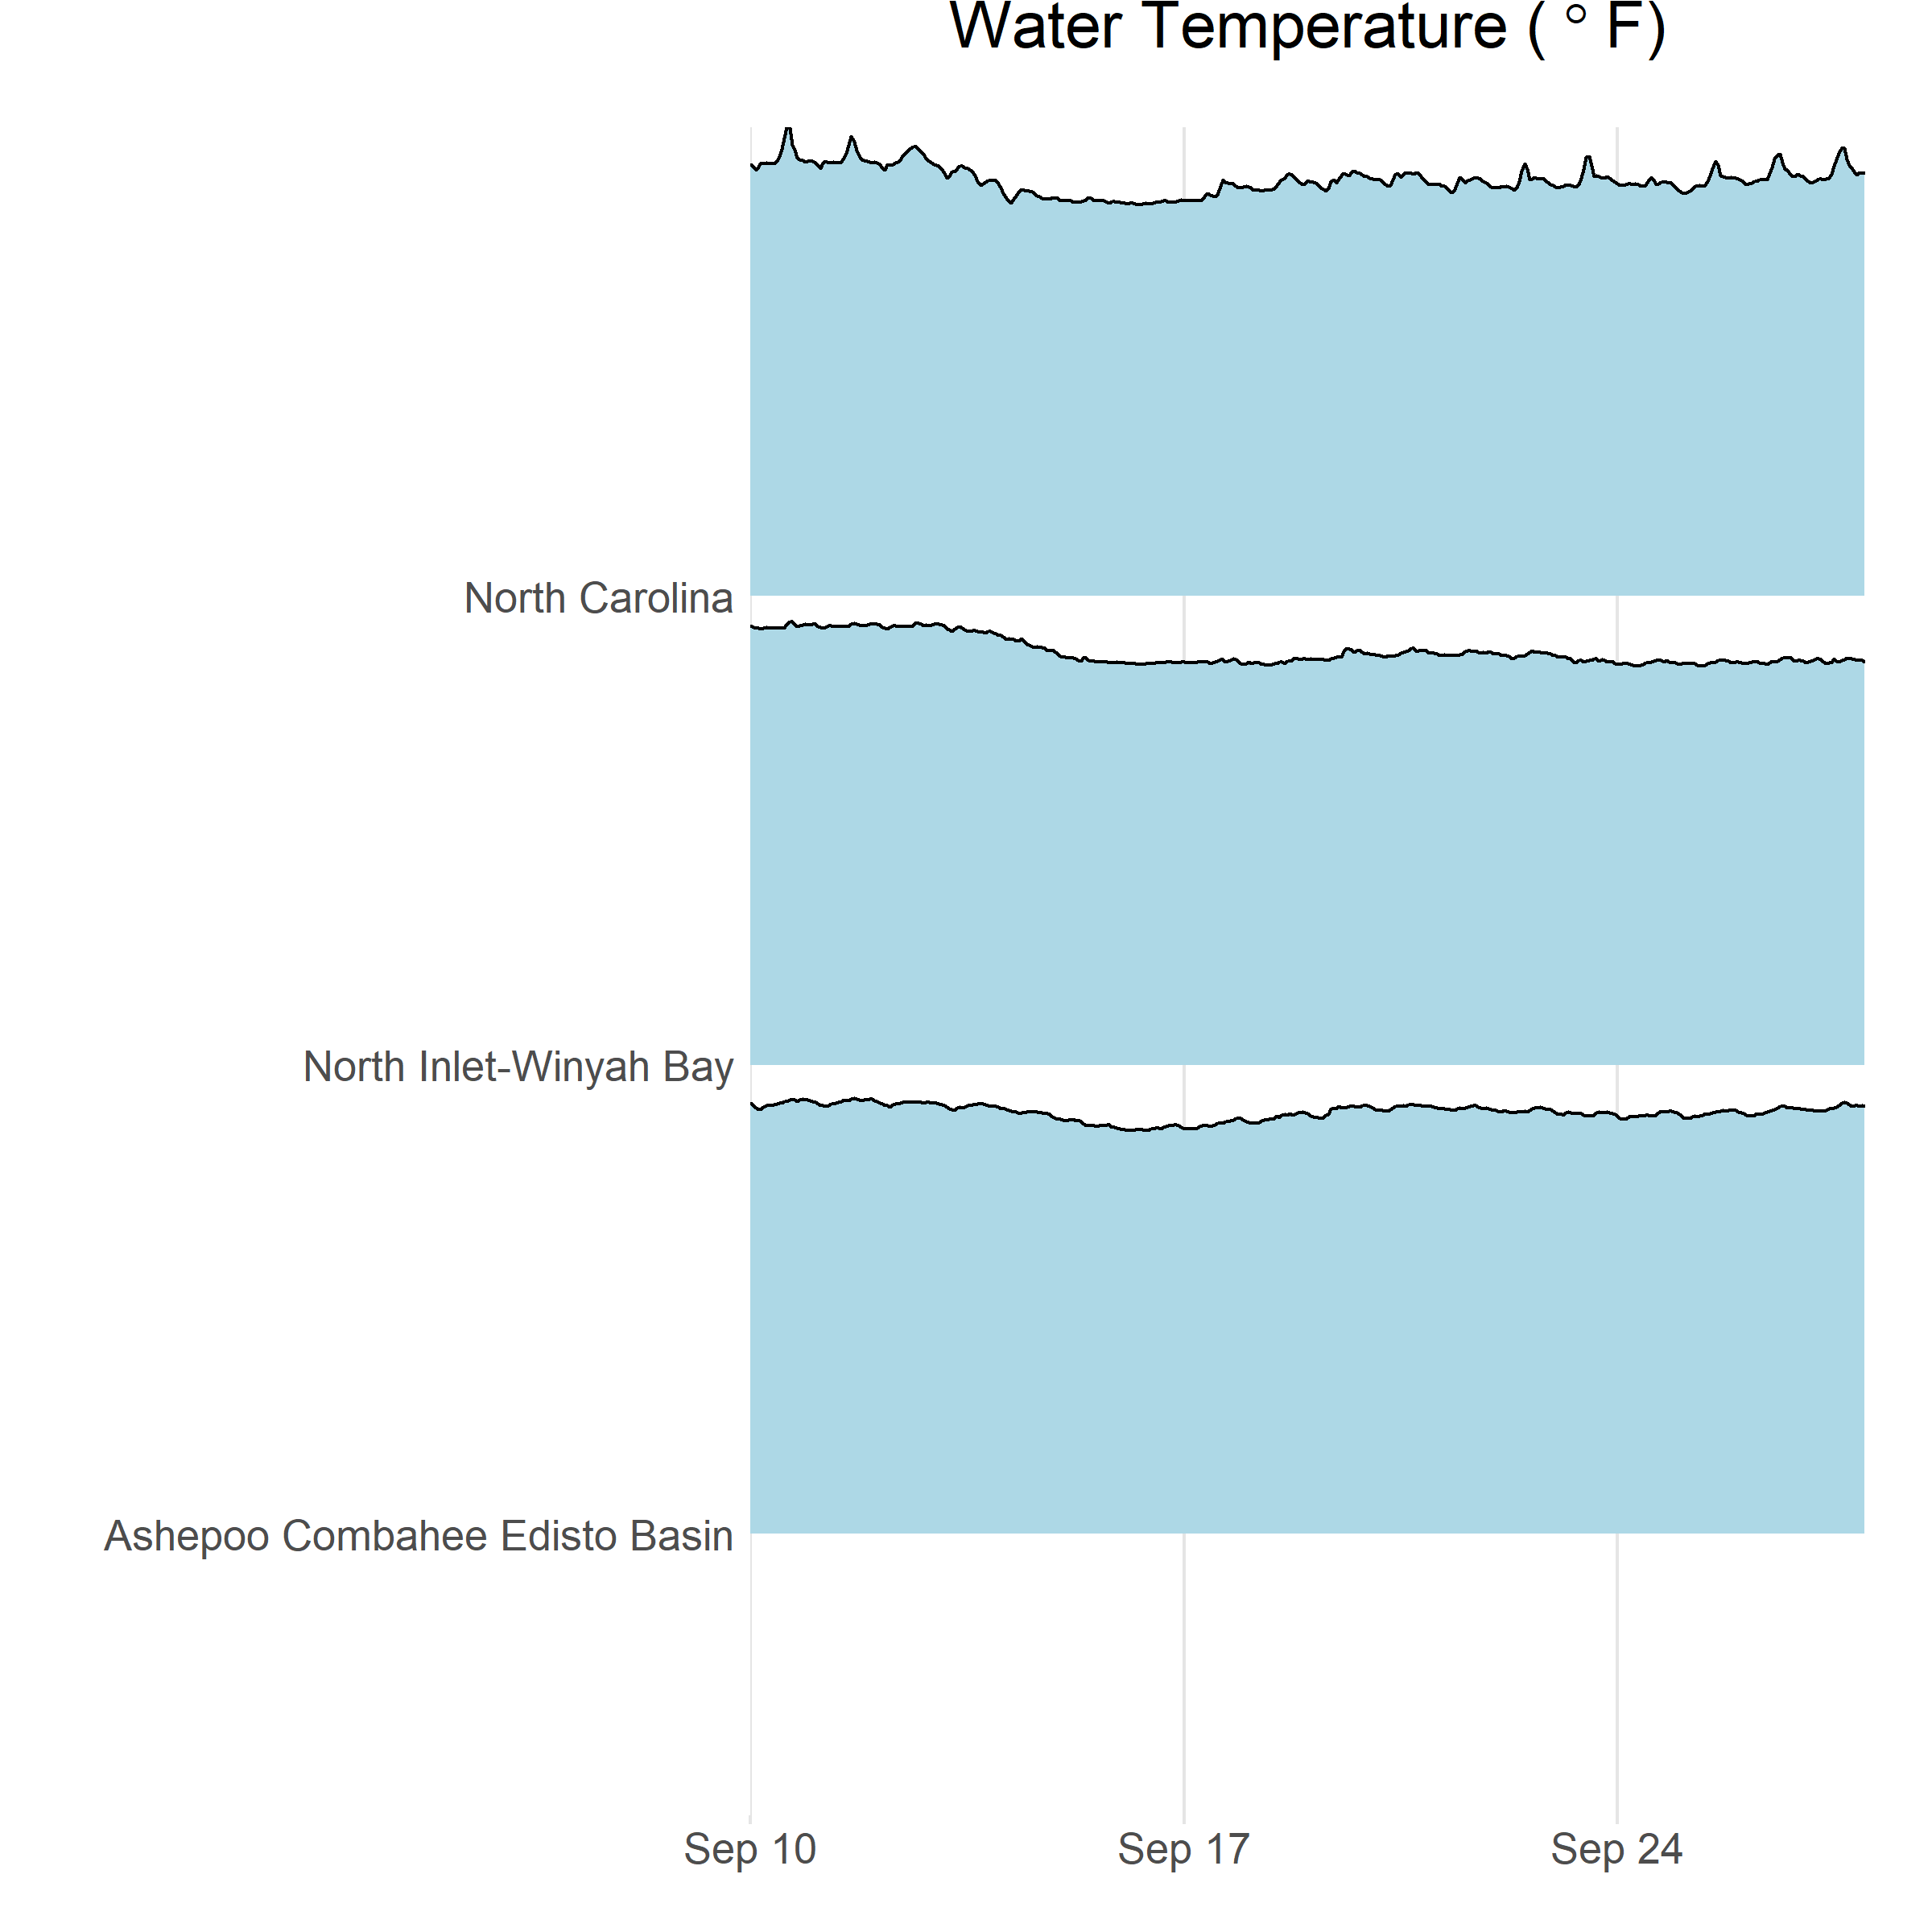 Water Temperature (°F)
North Carolina
North Inlet-Winyah Bay
Ashepoo Combahee Edisto Basin
Sep 10
Sep 17
Sep 24